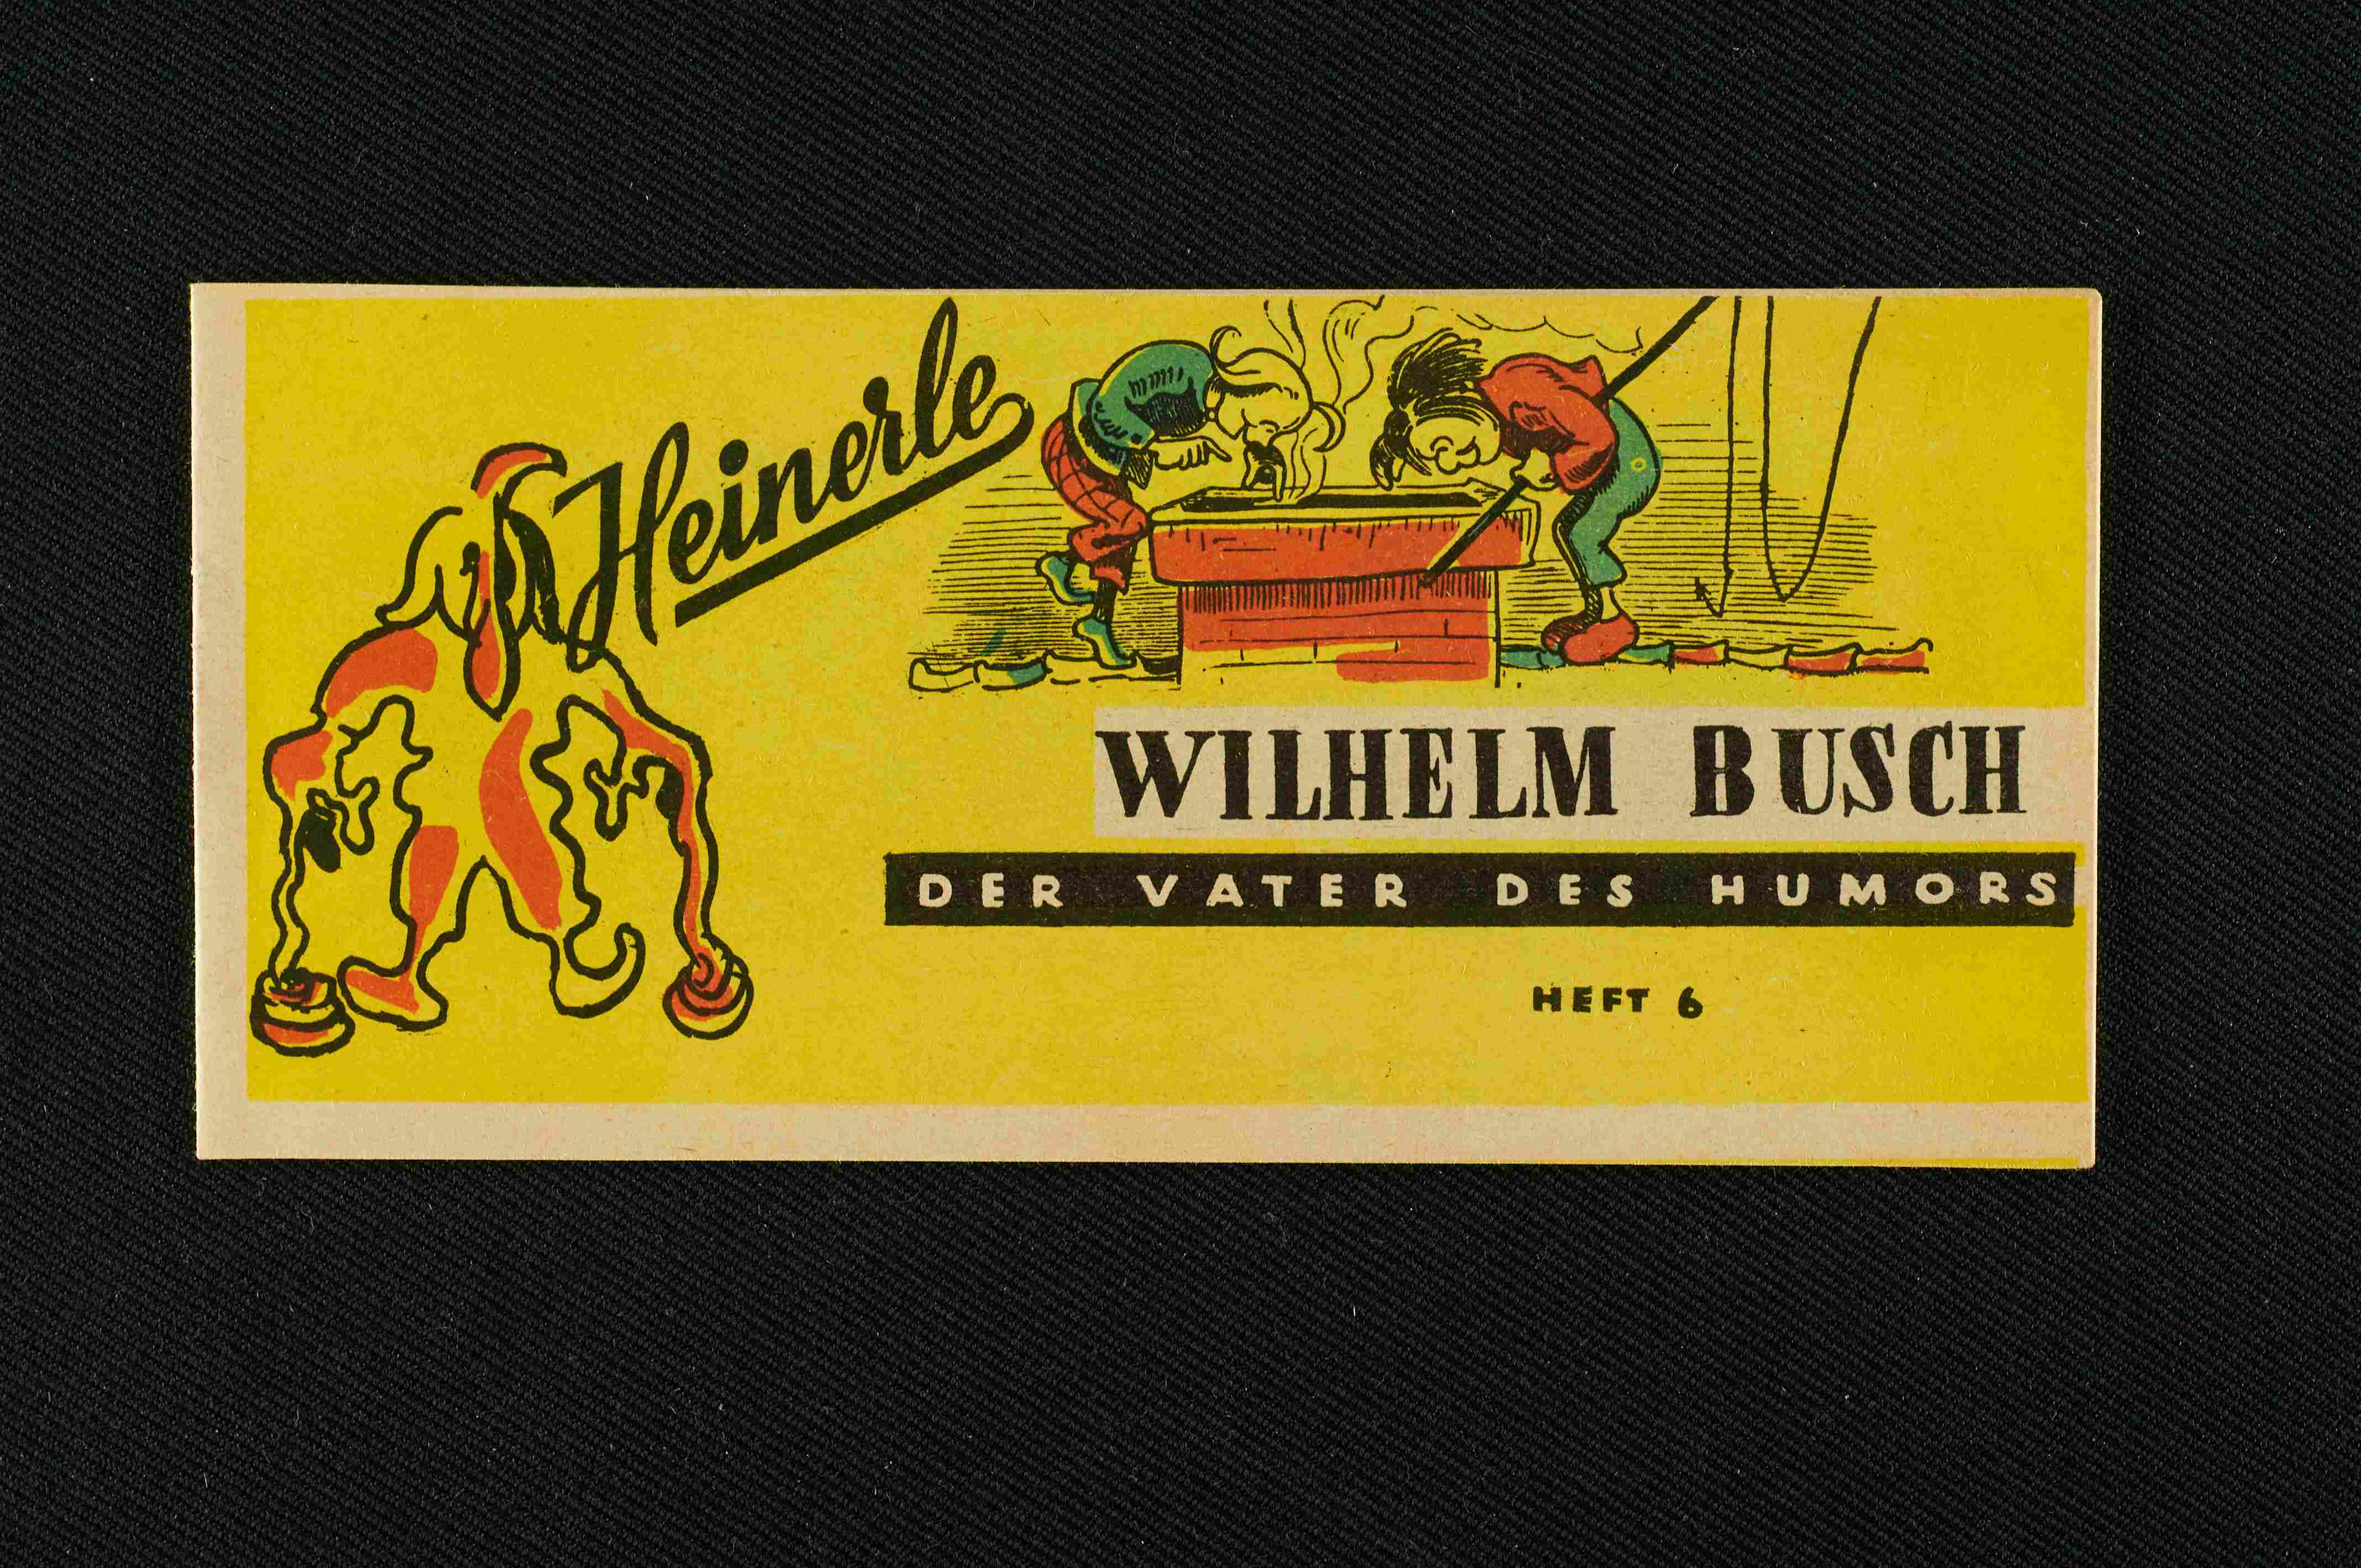 Heinerle
WILHELM BUSCH
DER VATER DES HUMORS
HEFT 6